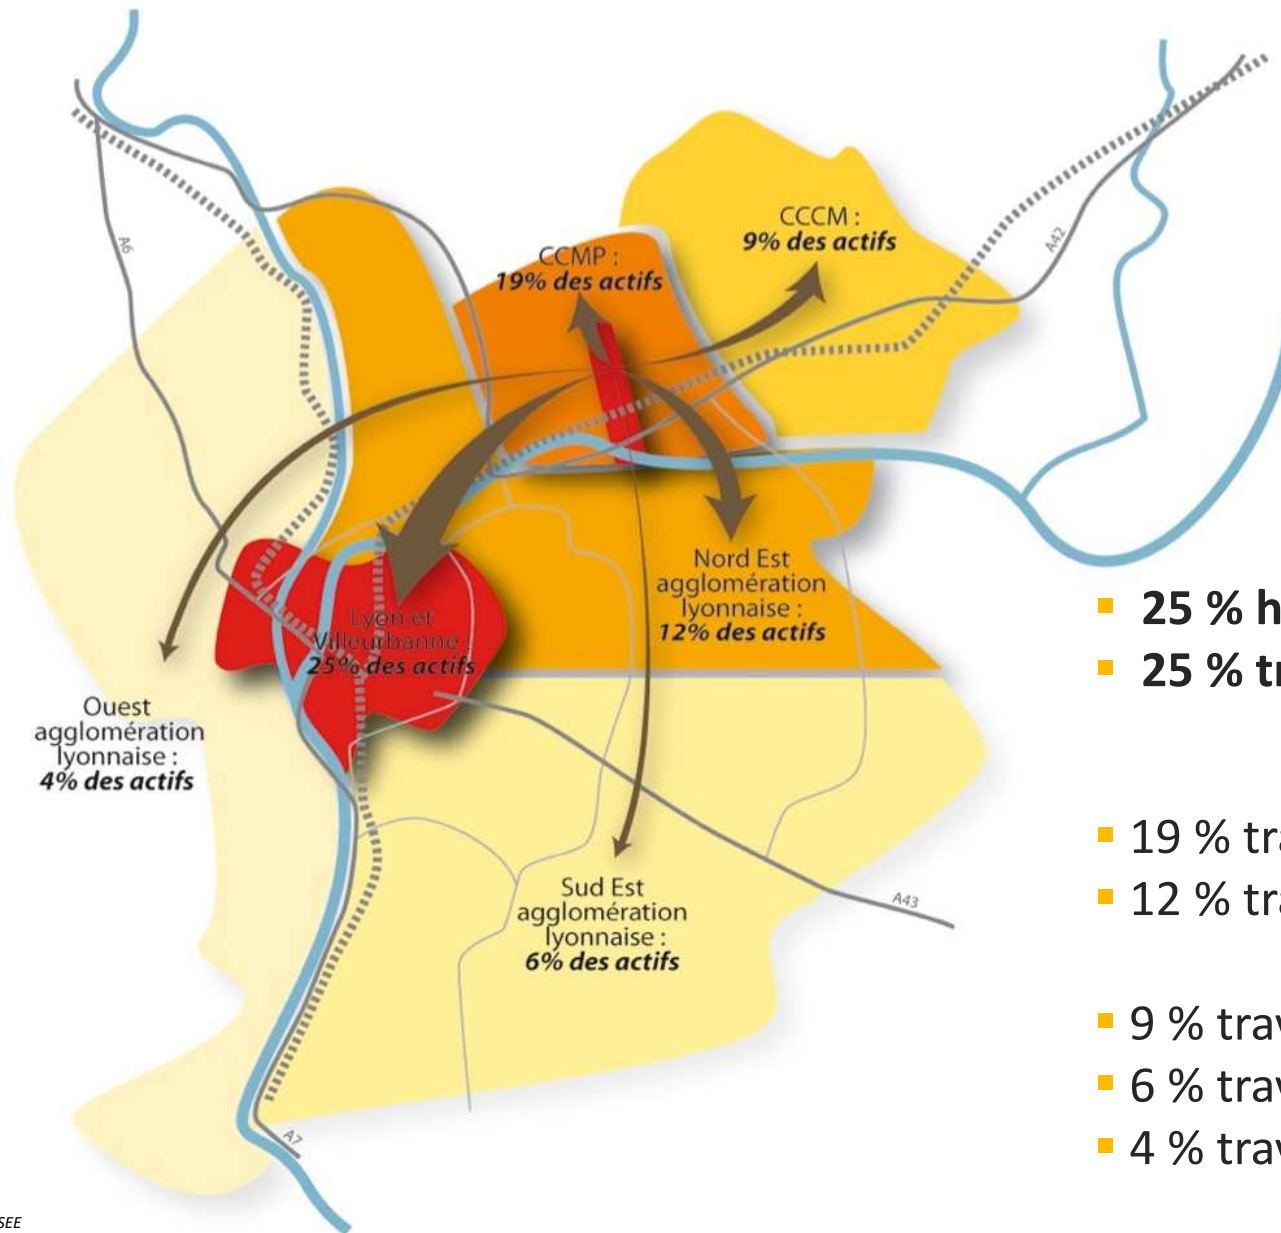 A6
A42
CCCM :
9% des actifs
CCMP :
19% des actifs
Nord Est
agglomération
lyonnaise :
12% des actifs
Lyon et
Villeurbanne :
25% des actifs
Ouest
agglomération
lyonnaise :
4% des actifs
Sud Est
agglomération
lyonnaise :
6% des actifs
A43
A7
25 % h
25 % tr
19 % tra
12 % tra
9 % trav
6 % trav
4 % trav
SEE